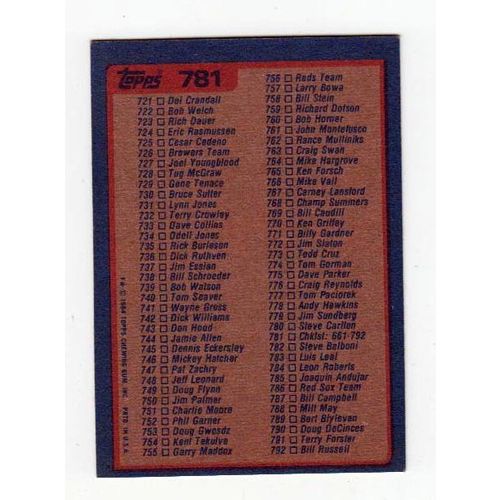 Topps 781
721 Del Crandall
722 Bob Welch
723 Rich Dauer
724 Eric Rasmussen
725 Cesar Cedeno
726 Brewers Team
727 Joel Youngblood
728 Tug McGraw
729 Gene Tenace
730 Bruce Sutter
731 Lynn Jones
732 Terry Crowley
733 Dave Collins
734 Odell Jones
735 Rick Burleson
736 Dick Ruthven
737 Jim Essian
738 Bill Schroeder
739 Bob Watson
740 Tom Seaver
741 Wayne Gross
742 Dick Williams
743 Don Hood
744 Jamie Allen
745 Dennis Eckersley
746 Mickey Hatcher
747 Pat Zachry
748 Jeff Leonard
749 Doug Flynn
750 Jim Palmer
751 Charlie Moore
752 Phil Garner
753 Doug Gwosdz
754 Kent Tekulve
755 Garry Maddox
756 Reds Team
757 Larry Bowa
758 Bill Stein
759 Richard Dotson
760 Bob Horner
761 John Montefusco
762 Rance Mulliniks
763 Craig Swan
764 Mike Hargrove
765 Ken Forsch
766 Mike Vail
767 Carney Lansford
768 Champ Summers
769 Bill Caudill
770 Ken Griffey
771 Billy Gardner
772 Jim Slaton
773 Todd Cruz
774 Tom Gorman
775 Dave Parker
776 Craig Reynolds
777 Tom Paciorek
778 Andy Hawkins
779 Jim Sundberg
780 Steve Carlton
781 Chklst: 661-792
782 Steve Balboni
783 Luis Leal
784 Leon Roberts
785 Joaquin Andujar
786 Red Sox Team
787 Bill Campbell
788 Milt May
789 Bert Blyleven
790 Doug DeCinces
791 Terry Forster
792 Bill Russell
© 1984 TOPPS CHEWING GUM, INC. PRTD. IN U.S.A.